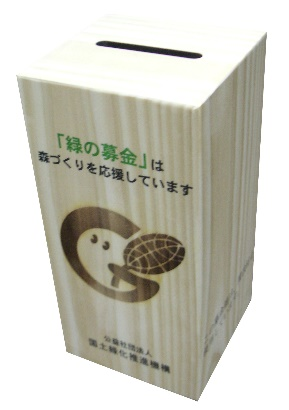 「緑の募金」は
森づくりを応援しています
公益社団法人
国土緑化推進機構